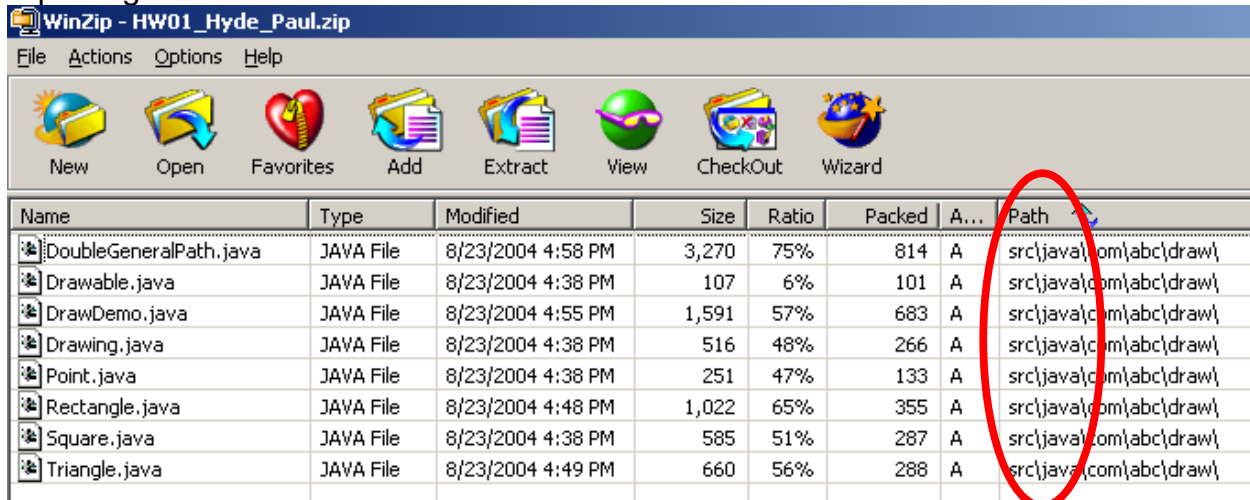 WinZip - HW01_Hyde_Paul.zip
File Actions Options Help
New Open Favorites Add Extract View CheckOut Wizard
Name Type Modified Size Ratio Packed A... Path
DoubleGeneralPath.java JAVA File 8/23/2004 4:58 PM 3,270 75% 814 A src\java\com\abc\draw\
Drawable.java JAVA File 8/23/2004 4:38 PM 107 6% 101 A src\java\com\abc\draw\
DrawDemo.java JAVA File 8/23/2004 4:55 PM 1,591 57% 683 A src\java\com\abc\draw\
Drawing.java JAVA File 8/23/2004 4:38 PM 516 48% 266 A src\java\com\abc\draw\
Point.java JAVA File 8/23/2004 4:38 PM 251 47% 133 A src\java\com\abc\draw\
Rectangle.java JAVA File 8/23/2004 4:48 PM 1,022 65% 355 A src\java\com\abc\draw\
Square.java JAVA File 8/23/2004 4:38 PM 585 51% 287 A src\java\com\abc\draw\
Triangle.java JAVA File 8/23/2004 4:49 PM 660 56% 288 A src\java\com\abc\draw\